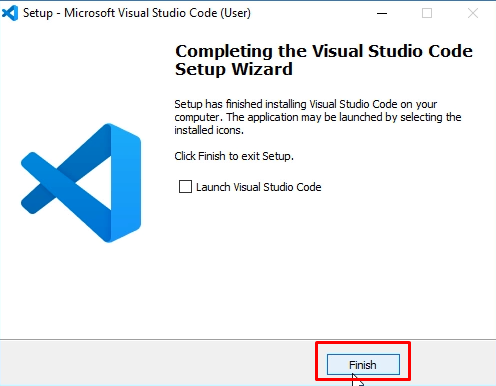 Setup - Microsoft Visual Studio Code (User)
Completing the Visual Studio Code
Setup Wizard
Setup has finished installing Visual Studio Code on your
computer. The application may be launched by selecting the
installed icons.
Click Finish to exit Setup.
Launch Visual Studio Code
Finish